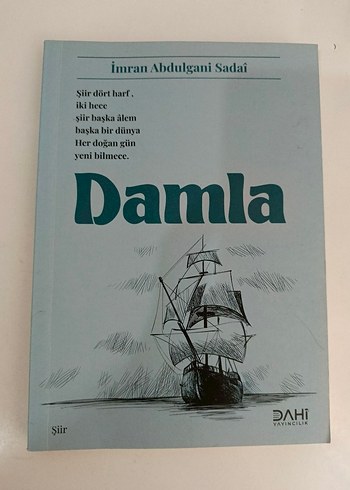 İmran Abdulgani Sadaî
Şiir dört harf ,
iki hece
şiir başka âlem
başka bir dünya
Her doğan gün
yeni bilmece.
Damla
Şiir
DAHİ
YAYINCILIK